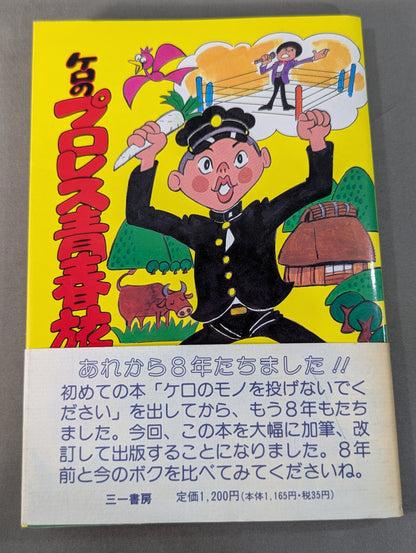 ケロの
プロレス青春旅
あれから8年たちました!!
初めての本「ケロのモノを投げないでく
ださい」を出してから、もう8年もたち
ました。今回、この本を大幅に加筆、改
訂して出版することになりました。8年
前と今のボクを比べてみてくださいね。
三一書房 定価1,200円(本体1,165円・税35円)